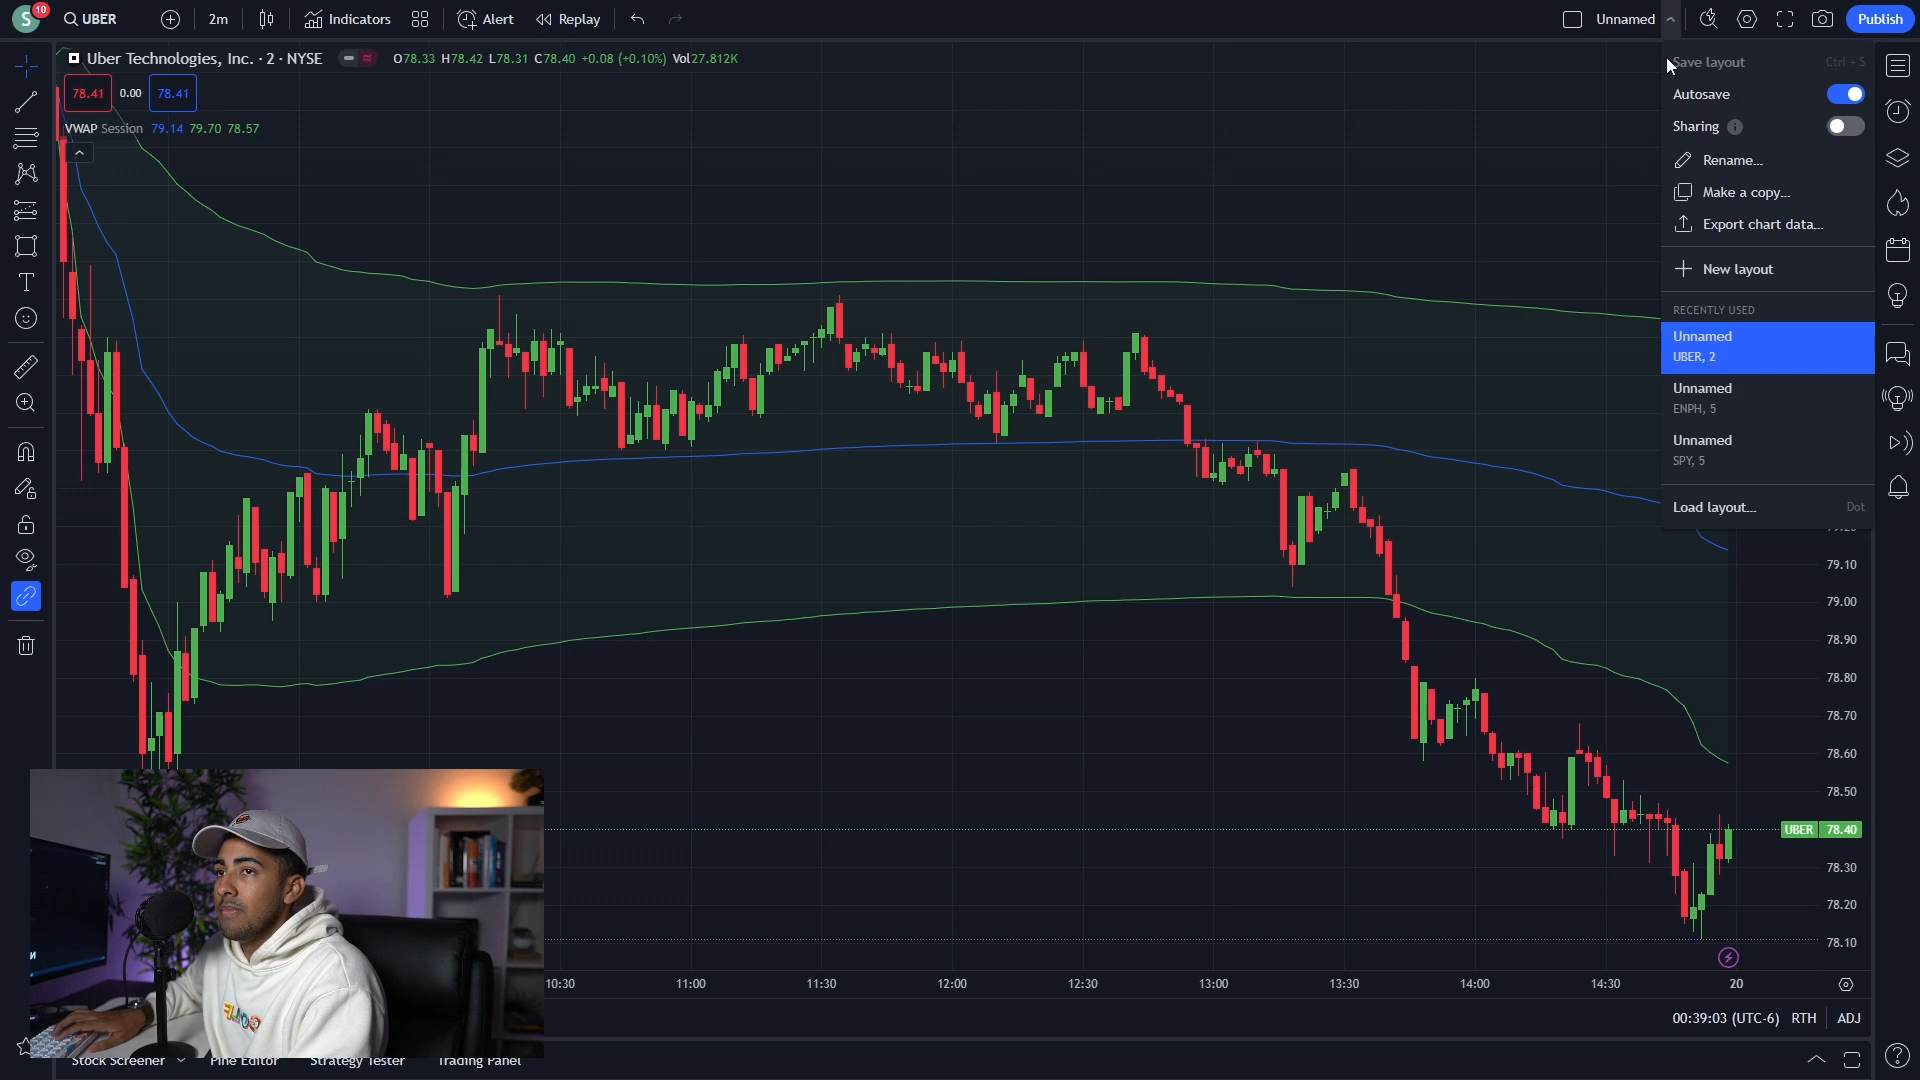 S 10 UBER 2m Indicators Alert Replay Unnamed Publish
Uber Technologies, Inc. · 2 · NYSE O78.33 H78.42 L78.31 C78.40 +0.08 (+0.10%) Vol27.812K
78.41 0.00 78.41
VWAP Session 79.14 79.70 78.57
Save layout Ctrl + S
Autosave
Sharing
Rename...
Make a copy...
Export chart data...
New layout
RECENTLY USED
Unnamed
UBER, 2
Unnamed
ENPH, 5
Unnamed
SPY, 5
Load layout... Dot
79.20
79.10
79.00
78.90
78.80
78.70
78.60
78.50
UBER 78.40
78.30
78.20
78.10
10:30 11:00 11:30 12:00 12:30 13:00 13:30 14:00 14:30 20
GOLF
00:39:03 (UTC-6) RTH ADJ
Stock Screener Pine Editor Strategy Tester Trading Panel